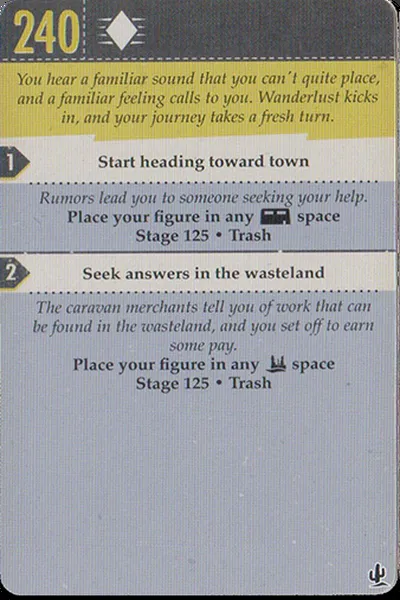 240
You hear a familiar sound that you can't quite place,
and a familiar feeling calls to you. Wanderlust kicks
in, and your journey takes a fresh turn.
1
Start heading toward town
Rumors lead you to someone seeking your help.
Place your figure in any space
Stage 125 • Trash
2
Seek answers in the wasteland
The caravan merchants tell you of work that can
be found in the wasteland, and you set off to earn
some pay.
Place your figure in any space
Stage 125 • Trash